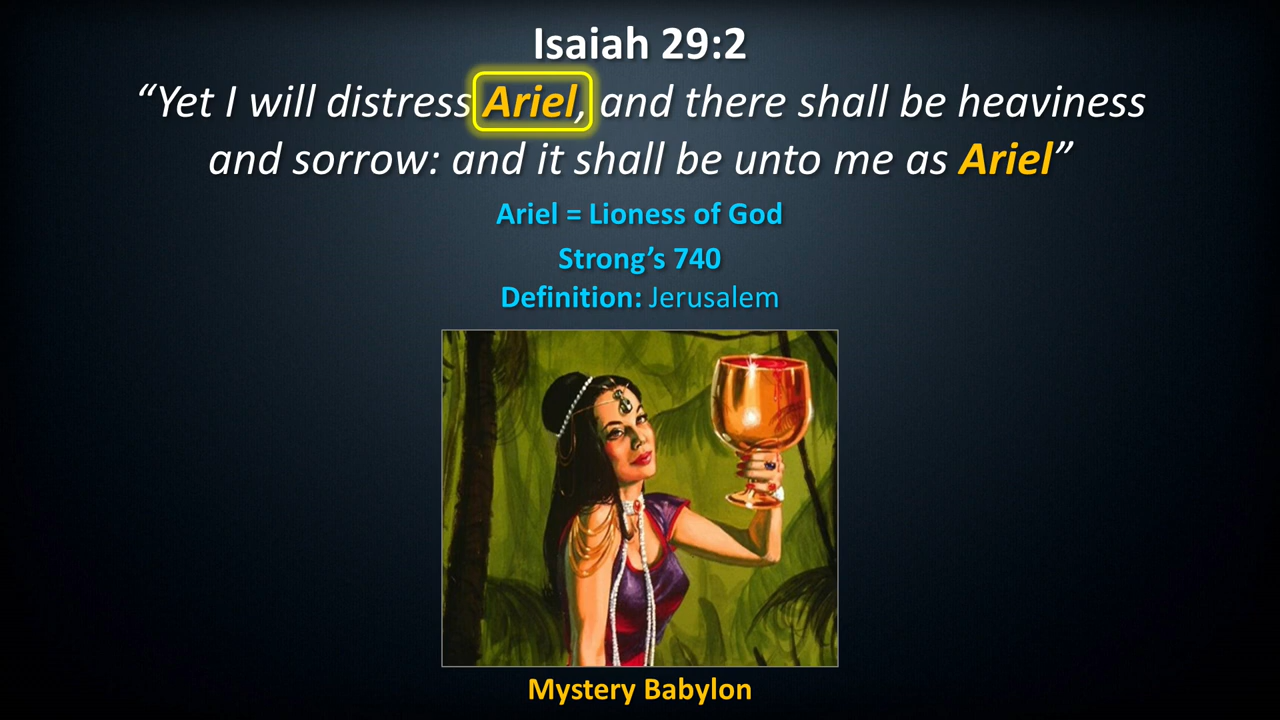 Isaiah 29:2
“Yet I will distress Ariel, and there shall be heaviness
and sorrow: and it shall be unto me as Ariel”
Ariel = Lioness of God
Strong’s 740
Definition: Jerusalem
Mystery Babylon